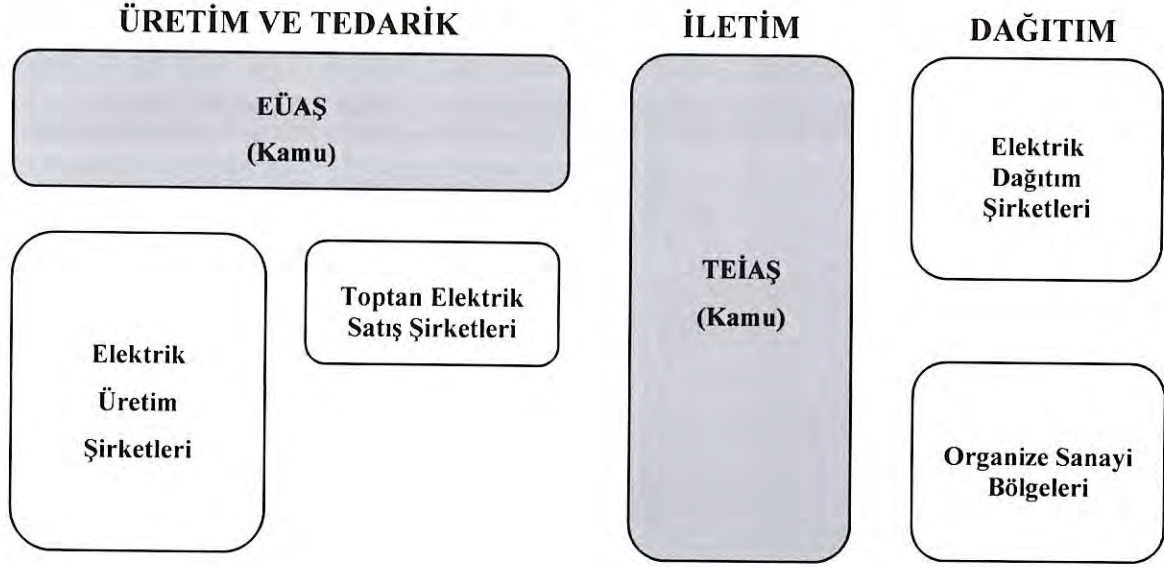 ÜRETİM VE TEDARİK
EÜAŞ
(Kamu)
Elektrik
Üretim
Şirketleri
Toptan Elektrik
Satış Şirketleri
İLETİM
TEİAŞ
(Kamu)
DAĞITIM
Elektrik
Dağıtım
Şirketleri
Organize Sanayi
Bölgeleri